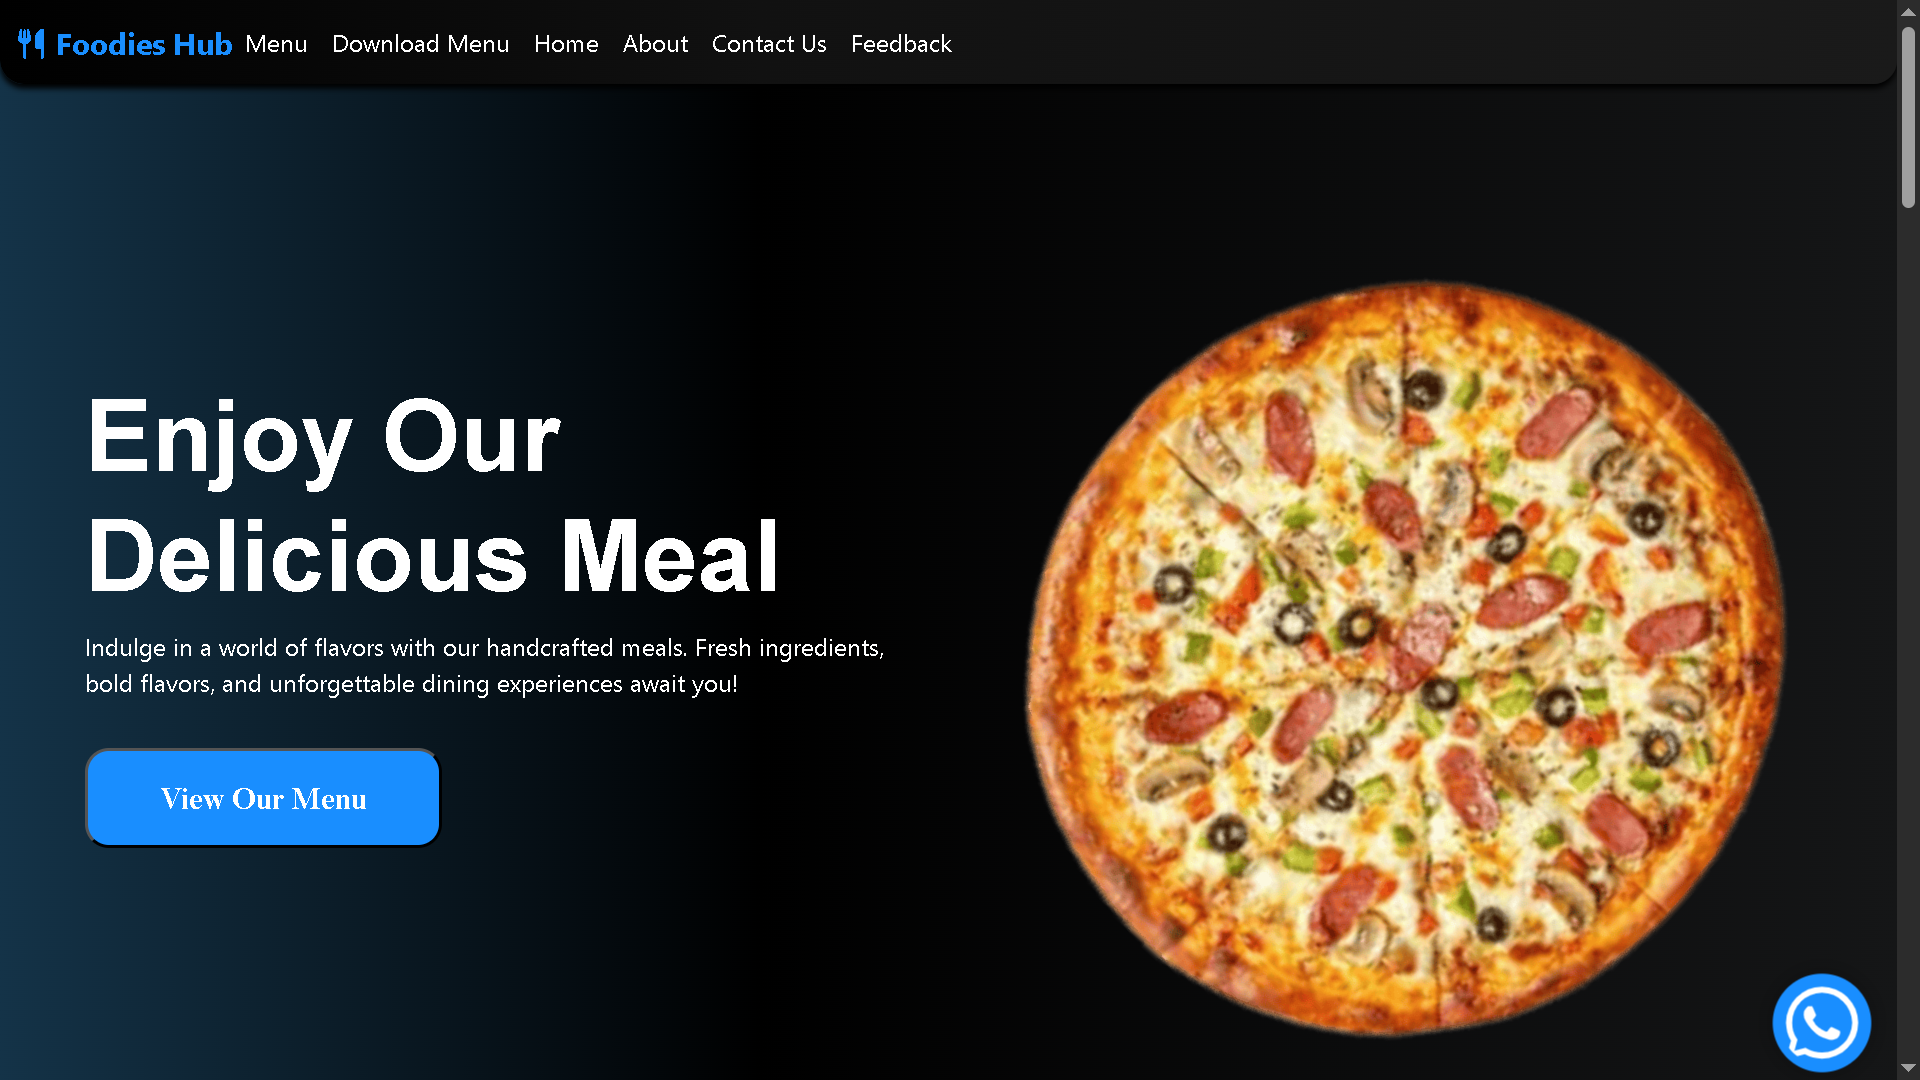 Foodies Hub Menu Download Menu Home About Contact Us Feedback
Enjoy Our
Delicious Meal
Indulge in a world of flavors with our handcrafted meals. Fresh ingredients,
bold flavors, and unforgettable dining experiences await you!
View Our Menu